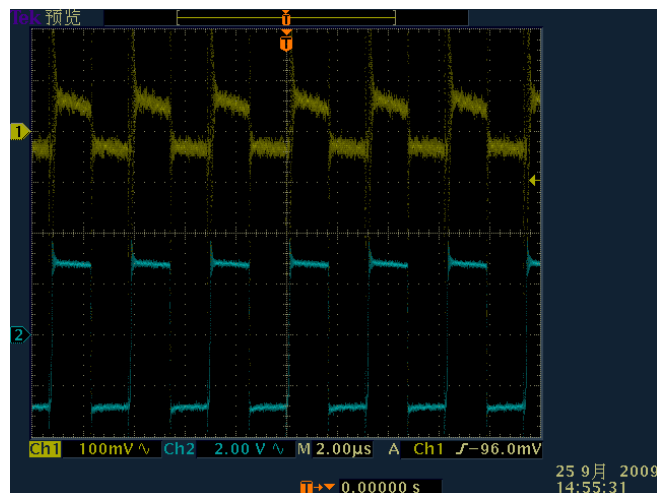 Tek 预览
T
T
1
2
Ch1 100mV∿ Ch2 2.00 V∿ M 2.00µs A Ch1 ƒ−96.0mV
T→▼ 0.00000 s
25 9月 2009
14:55:31